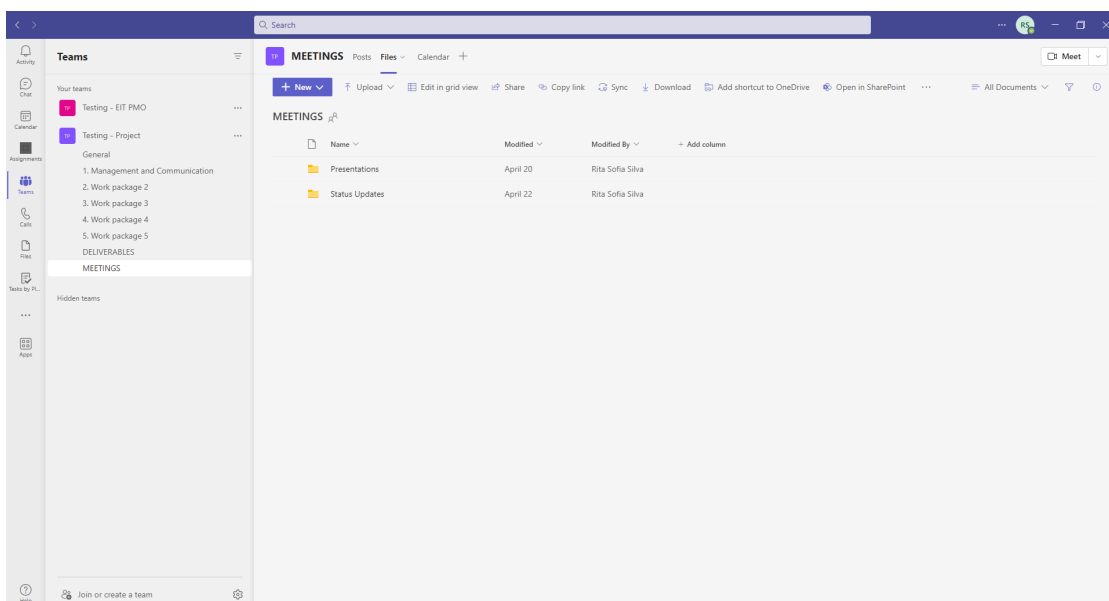 Search
RS
Activity
Chat
Calendar
Assignments
Teams
Calls
Files
Tasks by Pl...
Apps
Help
Teams
Your teams
TP Testing - EIT PMO
TP Testing - Project
General
1. Management and Communication
2. Work package 2
3. Work package 3
4. Work package 4
5. Work package 5
DELIVERABLES
MEETINGS
Hidden teams
Join or create a team
TP MEETINGS Posts Files Calendar
Meet
New Upload Edit in grid view Share Copy link Sync Download Add shortcut to OneDrive Open in SharePoint ... All Documents
MEETINGS
Name Modified Modified By + Add column
Presentations April 20 Rita Sofia Silva
Status Updates April 22 Rita Sofia Silva